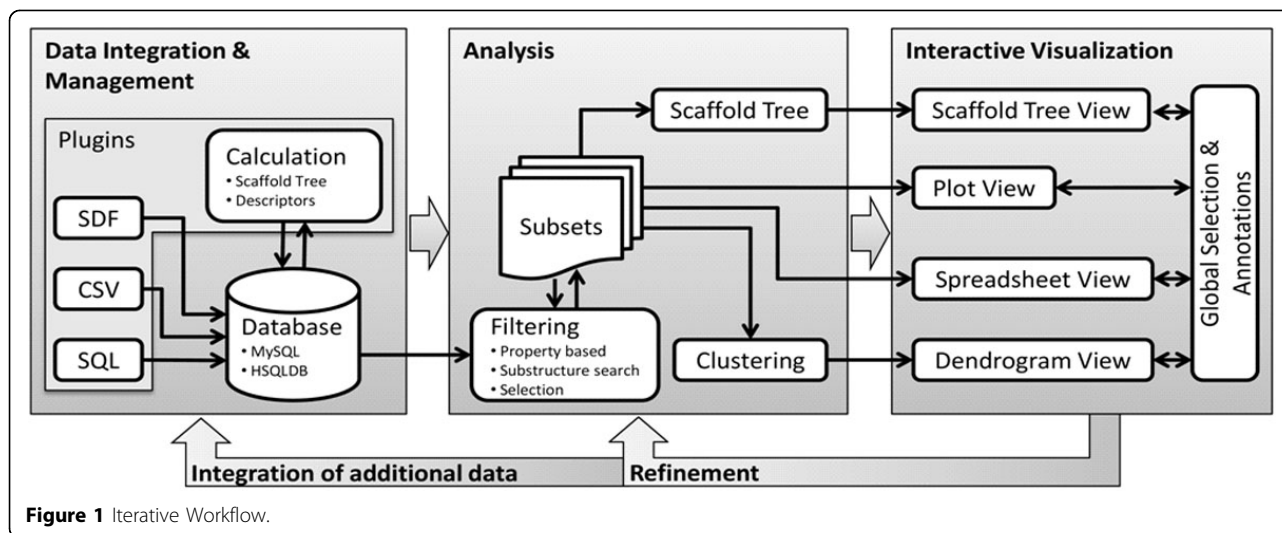 Data Integration &
Management
Plugins
Calculation
• Scaffold Tree
• Descriptors
SDF
CSV
SQL
Database
• MySQL
• HSQLDB
Analysis
Scaffold Tree
Subsets
Filtering
• Property based
• Substructure search
• Selection
Clustering
Interactive Visualization
Scaffold Tree View
Plot View
Spreadsheet View
Dendrogram View
Global Selection &
Annotations
Integration of additional data
Refinement
Figure 1 Iterative Workflow.